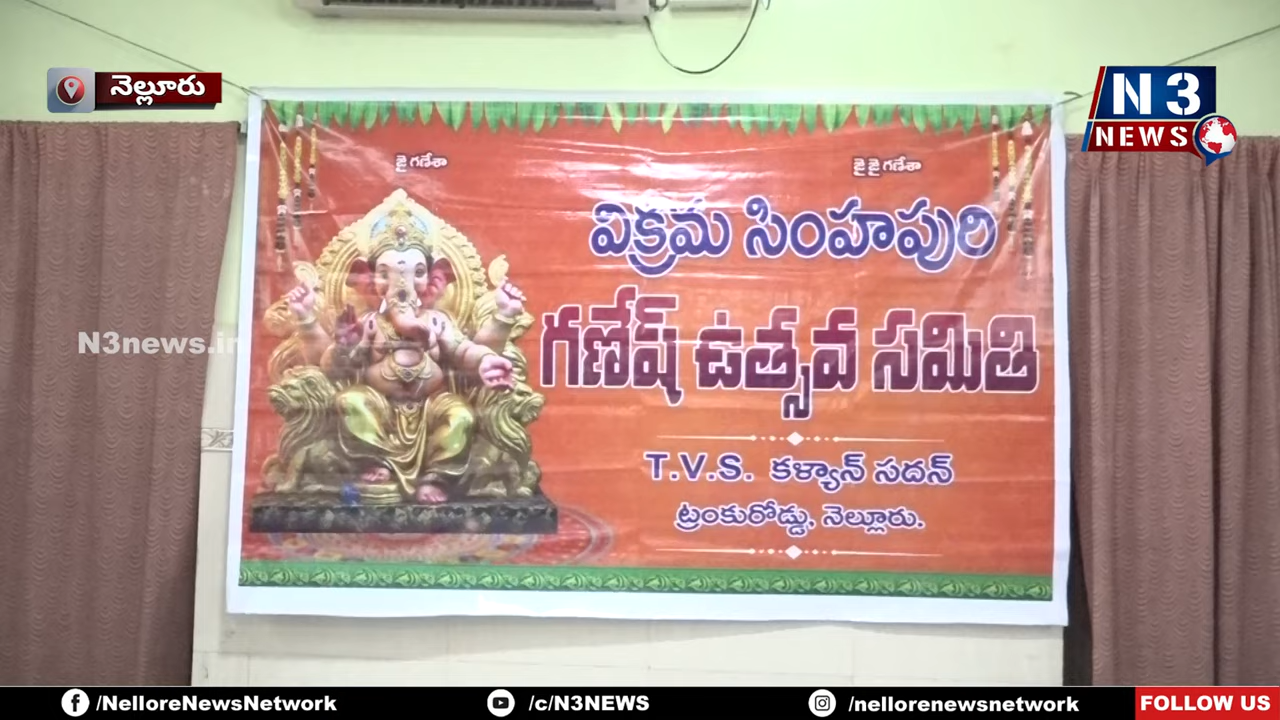 నెల్లూరు
N3
NEWS
జై గణేశా
జై జై గణేశా
విక్రమ సింహపురి
గణేష్ ఉత్సవ సమితి
T.V.S. కళ్యాన్ సదన్
ట్రంకురోడ్డు, నెల్లూరు.
N3news.in
/NelloreNewsNetwork
/c/N3NEWS
/nellorenewsnetwork
FOLLOW US